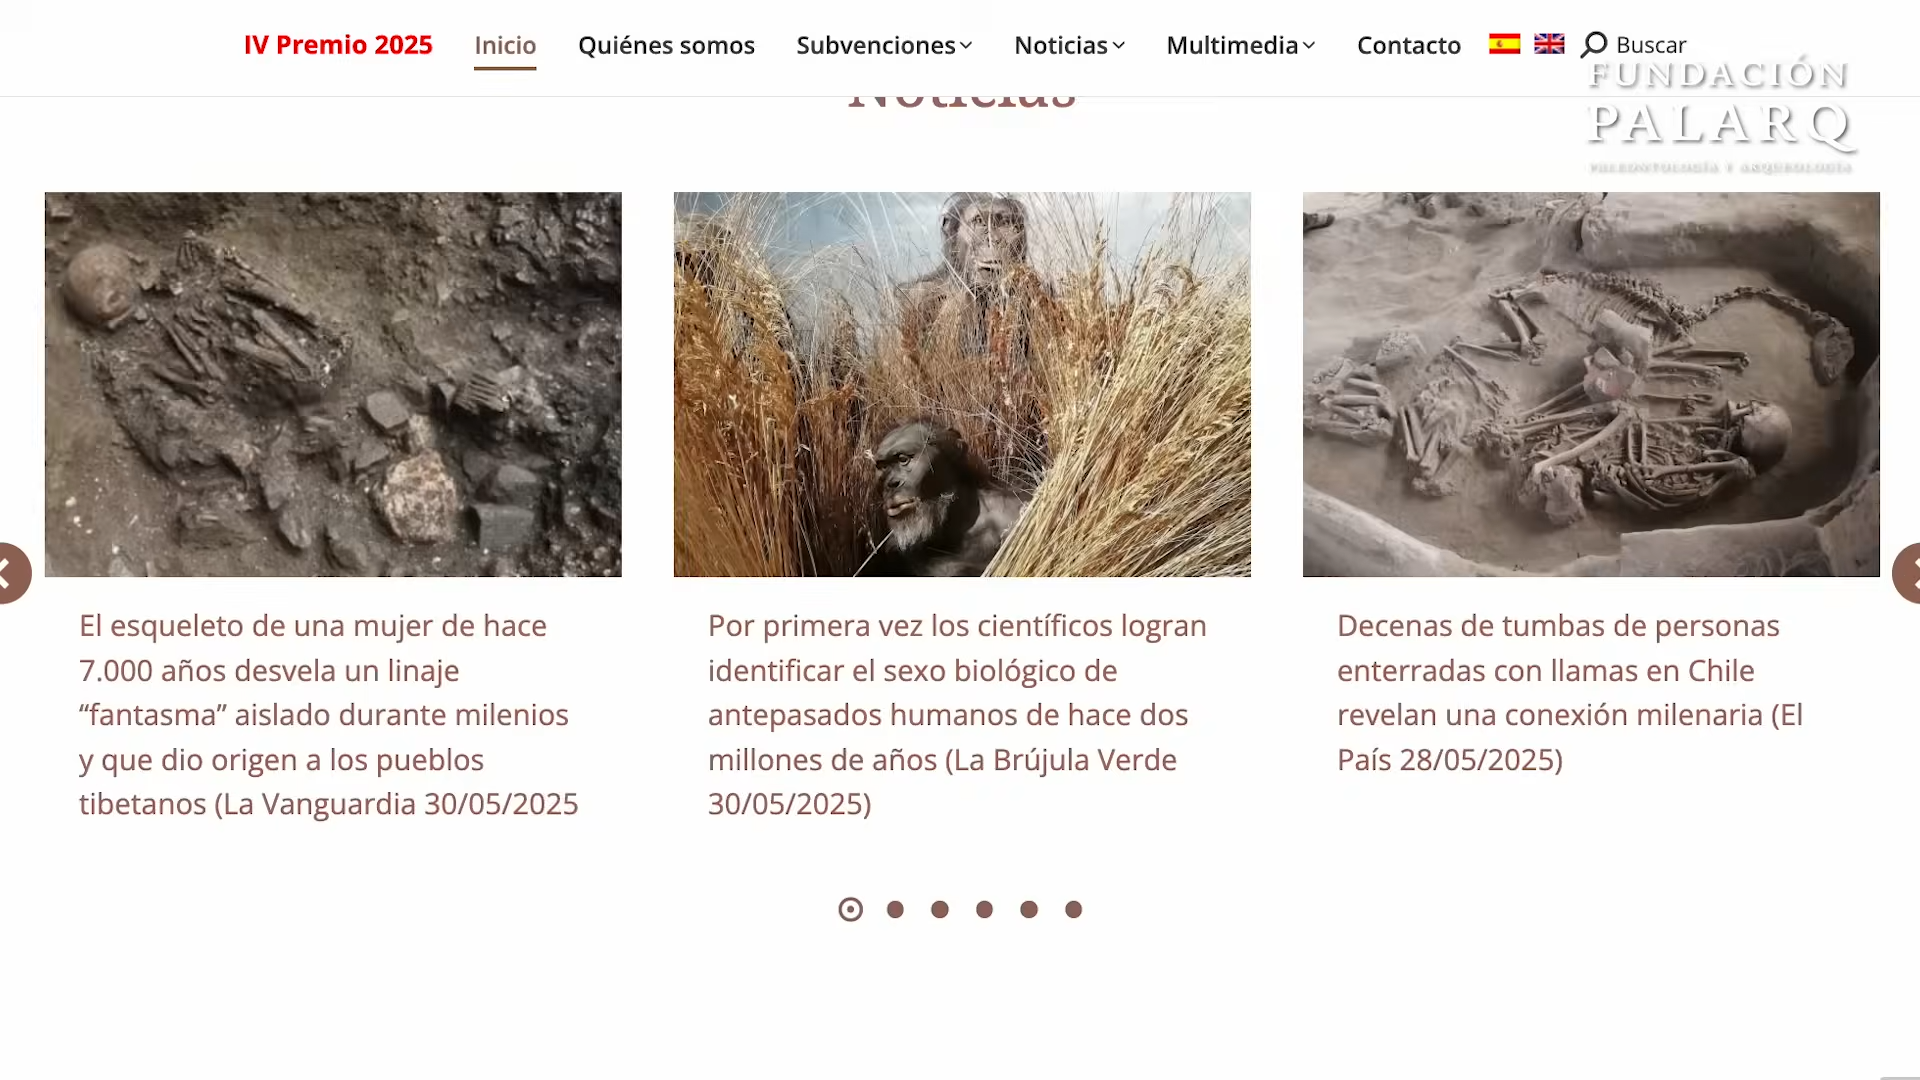 IV Premio 2025 Inicio Quiénes somos Subvenciones Noticias Multimedia Contacto Buscar
FUNDACIÓN
PALARQ
PALEONTOLOGÍA Y ARQUEOLOGÍA
Noticias
El esqueleto de una mujer de hace
7.000 años desvela un linaje
“fantasma” aislado durante milenios
y que dio origen a los pueblos
tibetanos (La Vanguardia 30/05/2025
Por primera vez los científicos logran
identificar el sexo biológico de
antepasados humanos de hace dos
millones de años (La Brújula Verde
30/05/2025)
Decenas de tumbas de personas
enterradas con llamas en Chile
revelan una conexión milenaria (El
País 28/05/2025)